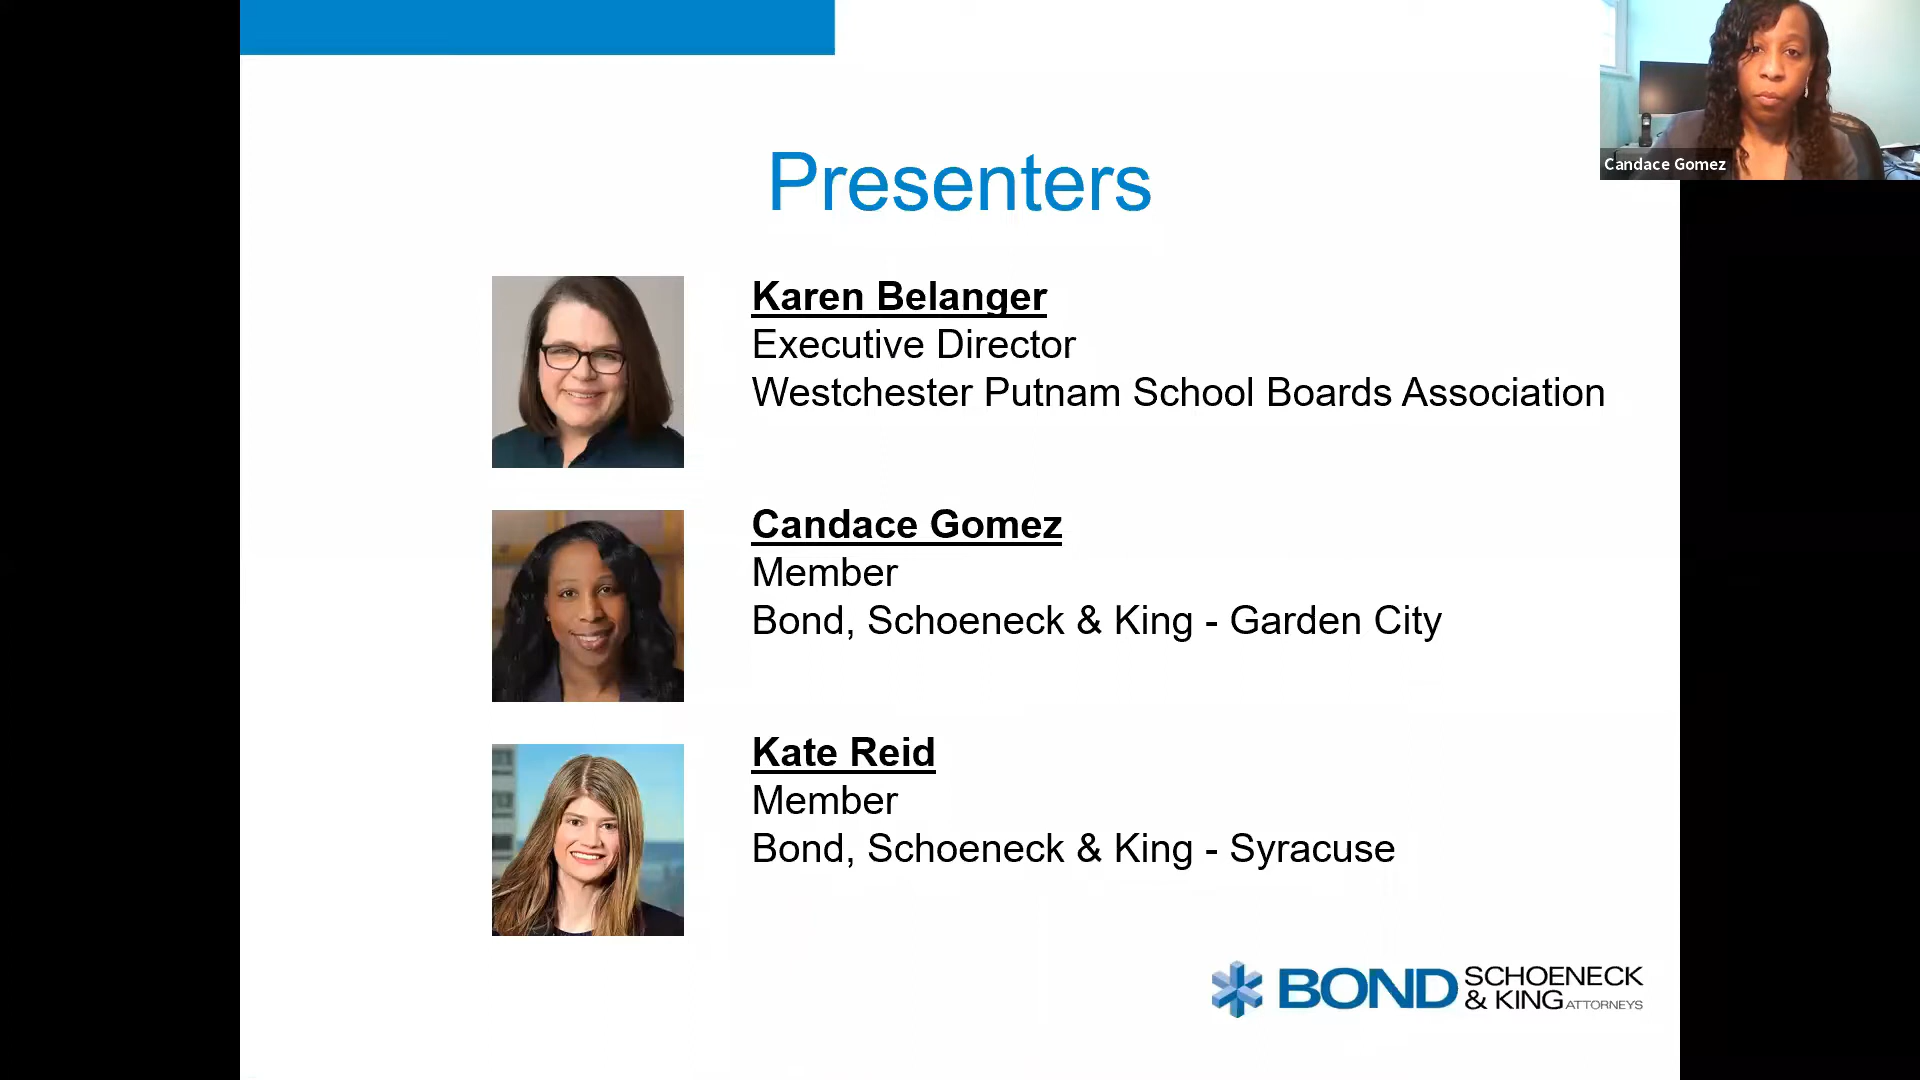 Candace Gomez
Presenters
Karen Belanger
Executive Director
Westchester Putnam School Boards Association
Candace Gomez
Member
Bond, Schoeneck & King - Garden City
Kate Reid
Member
Bond, Schoeneck & King - Syracuse
BOND SCHOENECK
& KING ATTORNEYS